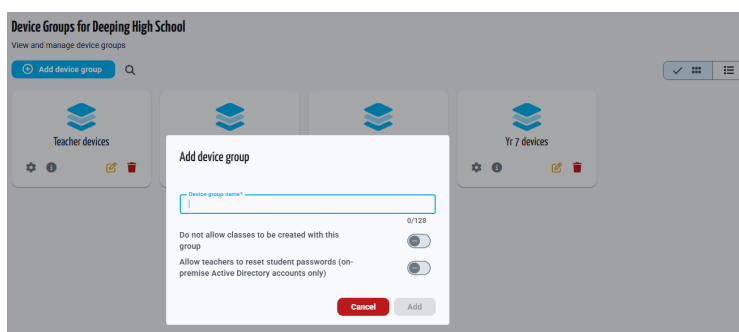 Device Groups for Deeping High School
View and manage device groups
Add device group
Teacher devices
Yr 7 devices
Add device group
Device group name*
0/128
Do not allow classes to be created with this
group
Allow teachers to reset student passwords (on-
premise Active Directory accounts only)
Cancel
Add